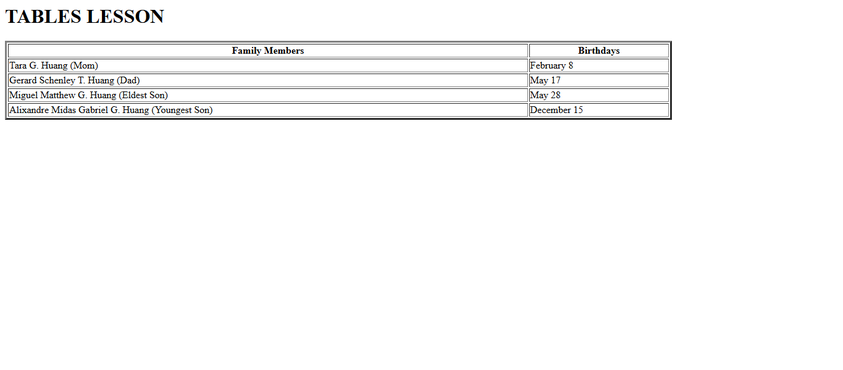 TABLES LESSON
Family Members Birthdays
Tara G. Huang (Mom) February 8
Gerard Schenley T. Huang (Dad) May 17
Miguel Matthew G. Huang (Eldest Son) May 28
Alixandre Midas Gabriel G. Huang (Youngest Son) December 15